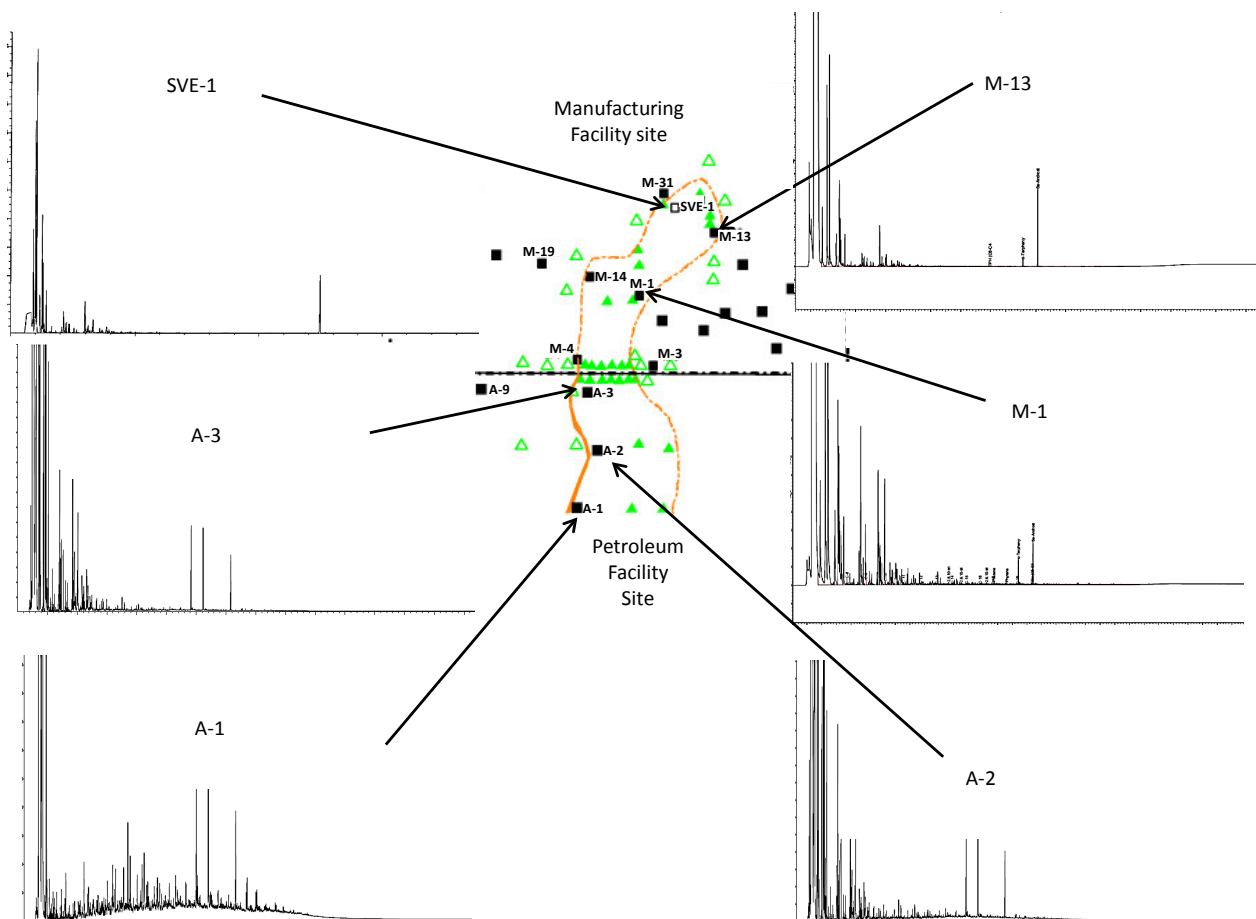 SVE-1
Manufacturing
Facility site
M-13
M-31
SVE-1
M-13
M-19
M-14
M-1
M-4
M-3
A-9
A-3
A-2
A-1
A-3
M-1
Petroleum
Facility
Site
A-1
A-2